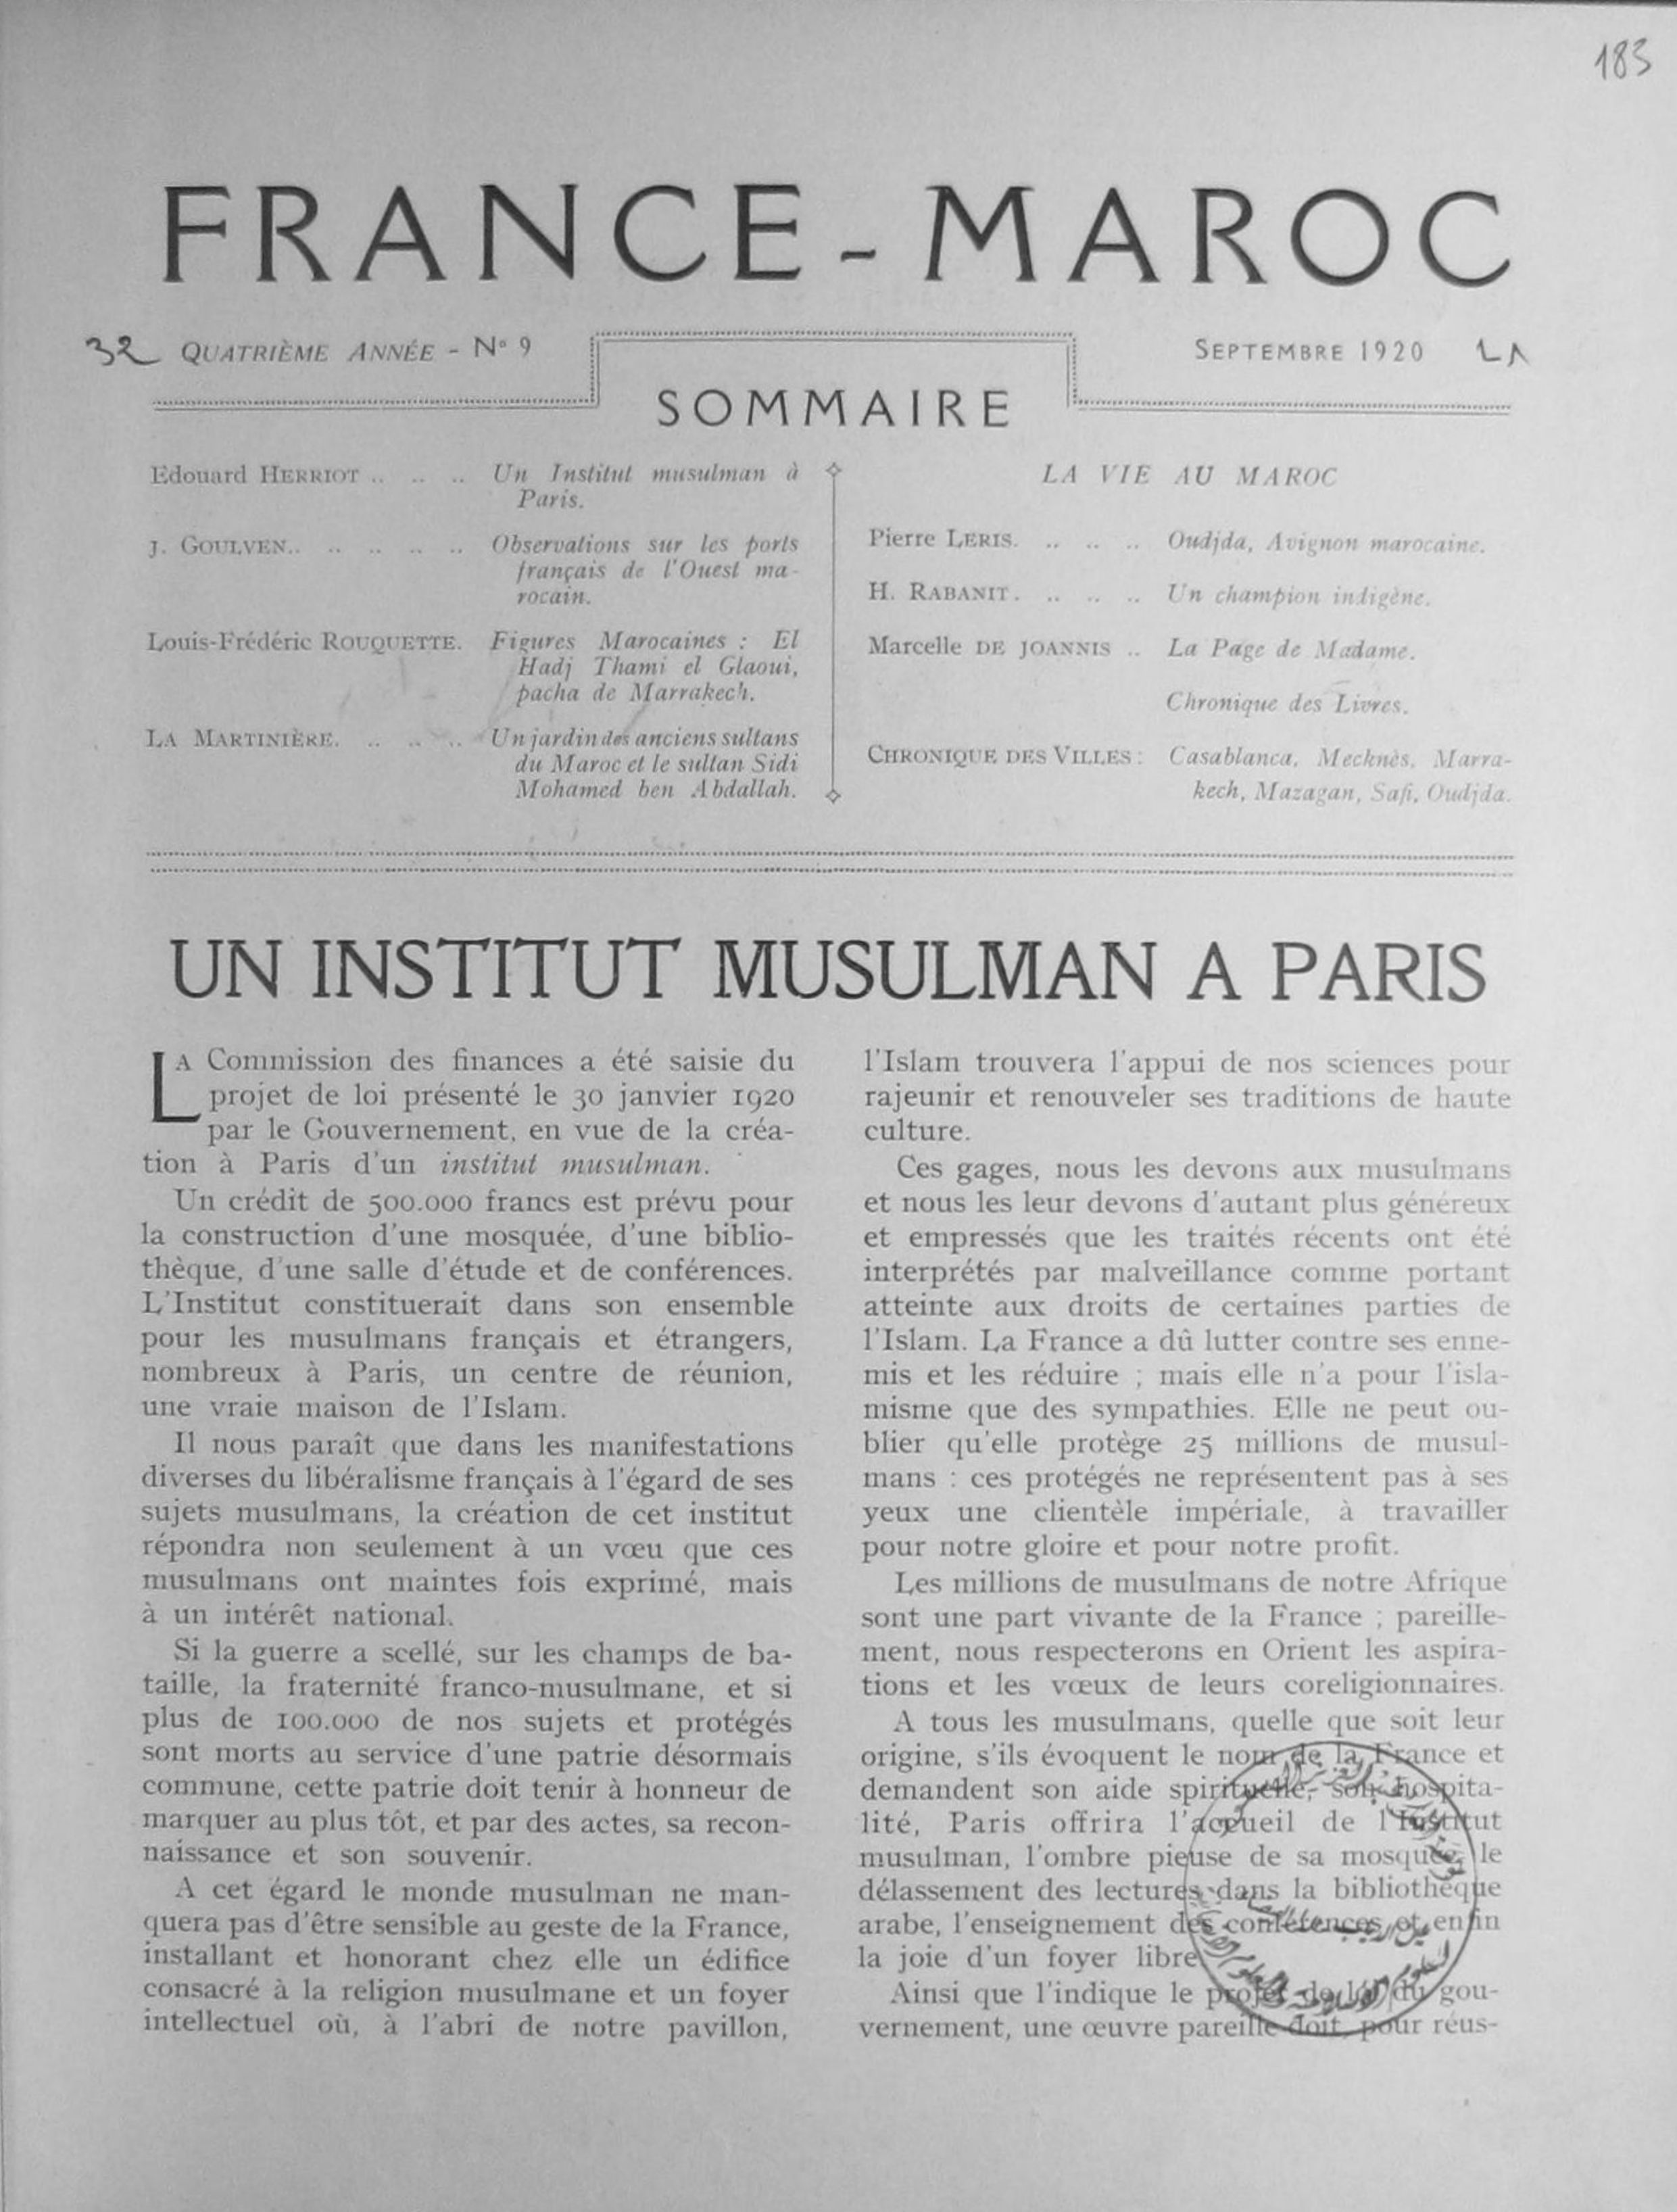 183
FRANCE-MAROC
32 QUATRIÈME ANNÉE - N° 9
SEPTEMBRE 1920
SOMMAIRE
Edouard HERRIOT .. .. .. Un Institut musulman à
Paris.
J. GOULVEN.. .. .. .. .. Observations sur les ports
français de l'Ouest ma-
rocain.
Louis-Frédéric ROUQUETTE. Figures Marocaines : El
Hadj Thami el Glaoui,
pacha de Marrakech.
LA MARTINIÈRE. .. .. .. Un jardin des anciens sultans
du Maroc et le sultan Sidi
Mohamed ben Abdallah.
LA VIE AU MAROC
Pierre LERIS. .. .. .. Oudjda, Avignon marocaine.
H. RABANIT. .. .. .. Un champion indigène.
Marcelle DE JOANNIS .. La Page de Madame.
Chronique des Livres.
CHRONIQUE DES VILLES : Casablanca, Mecknès, Marra-
kech, Mazagan, Safi, Oudjda.
UN INSTITUT MUSULMAN A PARIS
LA Commission des finances a été saisie du
projet de loi présenté le 30 janvier 1920
par le Gouvernement, en vue de la créa-
tion à Paris d'un institut musulman.
Un crédit de 500.000 francs est prévu pour
la construction d'une mosquée, d'une biblio-
thèque, d'une salle d'étude et de conférences.
L'Institut constituerait dans son ensemble
pour les musulmans français et étrangers,
nombreux à Paris, un centre de réunion,
une vraie maison de l'Islam.
Il nous paraît que dans les manifestations
diverses du libéralisme français à l'égard de ses
sujets musulmans, la création de cet institut
répondra non seulement à un vœu que ces
musulmans ont maintes fois exprimé, mais
à un intérêt national.
Si la guerre a scellé, sur les champs de ba-
taille, la fraternité franco-musulmane, et si
plus de 100.000 de nos sujets et protégés
sont morts au service d'une patrie désormais
commune, cette patrie doit tenir à honneur de
marquer au plus tôt, et par des actes, sa recon-
naissance et son souvenir.
A cet égard le monde musulman ne man-
quera pas d'être sensible au geste de la France,
installant et honorant chez elle un édifice
consacré à la religion musulmane et un foyer
intellectuel où, à l'abri de notre pavillon,
l'Islam trouvera l'appui de nos sciences pour
rajeunir et renouveler ses traditions de haute
culture.
Ces gages, nous les devons aux musulmans
et nous les leur devons d'autant plus généreux
et empressés que les traités récents ont été
interprétés par malveillance comme portant
atteinte aux droits de certaines parties de
l'Islam. La France a dû lutter contre ses enne-
mis et les réduire ; mais elle n'a pour l'isla-
misme que des sympathies. Elle ne peut ou-
blier qu'elle protège 25 millions de musul-
mans : ces protégés ne représentent pas à ses
yeux une clientèle impériale, à travailler
pour notre gloire et pour notre profit.
Les millions de musulmans de notre Afrique
sont une part vivante de la France ; pareille-
ment, nous respecterons en Orient les aspira-
tions et les vœux de leurs coreligionnaires.
A tous les musulmans, quelle que soit leur
origine, s'ils évoquent le nom de la France et
demandent son aide spirituelle, son hospita-
lité, Paris offrira l'accueil de l'Institut
musulman, l'ombre pieuse de sa mosquée, le
délassement des lectures dans la bibliothèque
arabe, l'enseignement des conférences et enfin
la joie d'un foyer libre
Ainsi que l'indique le projet de loi du gou-
vernement, une œuvre pareille doit, pour réus-